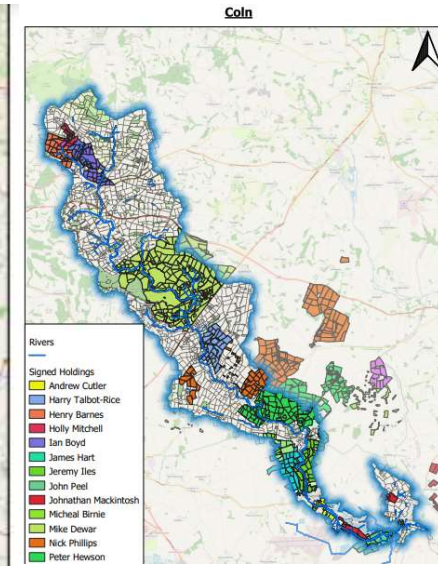 Coln
Rivers
Signed Holdings
Andrew Cutler
Harry Talbot-Rice
Henry Barnes
Holly Mitchell
Ian Boyd
James Hart
Jeremy Iles
John Peel
Johnathan Mackintosh
Micheal Birnie
Mike Dewar
Nick Phillips
Peter Hewson